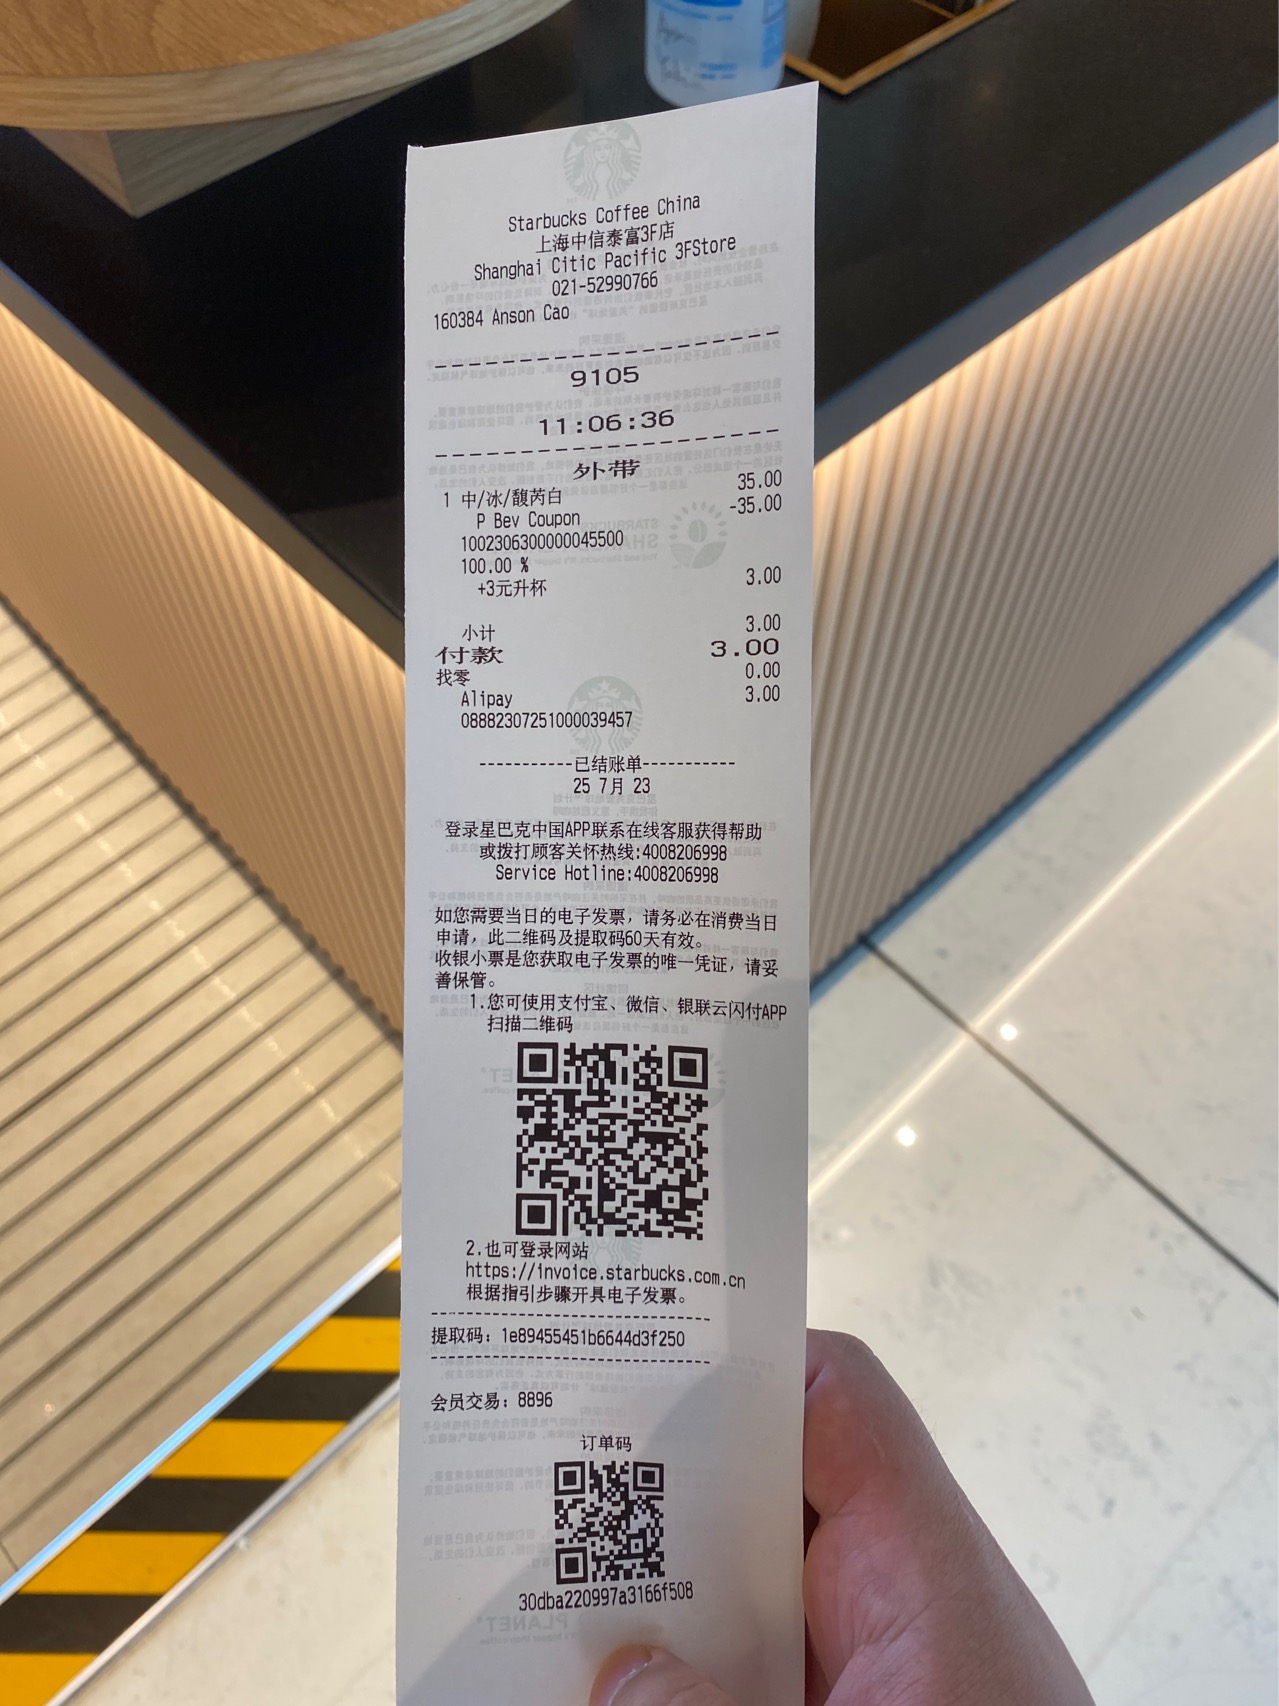 Starbucks Coffee China
上海中信泰富3F店
Shanghai Citic Pacific 3FStore
021-52990766
160384 Anson Cao
9105
11:06:36
外带
1 中/冰/馥芮白 35.00
P Bev Coupon -35.00
1002306300000045500
100.00 %
+3元升杯 3.00
小计 3.00
付款 3.00
找零 0.00
Alipay 3.00
08882307251000039457
-----------已结账单-----------
25 7月 23
登录星巴克中国APP联系在线客服获得帮助
或拨打顾客关怀热线:4008206998
Service Hotline:4008206998
如您需要当日的电子发票，请务必在消费当日
申请，此二维码及提取码60天有效。
收银小票是您获取电子发票的唯一凭证，请妥
善保管。
1.您可使用支付宝、微信、银联云闪付APP
扫描二维码
2.也可登录网站
https://invoice.starbucks.com.cn
根据指引步骤开具电子发票。
提取码：1e89455451b6644d3f250
会员交易：8896
订单码
30dba220997a3166f508